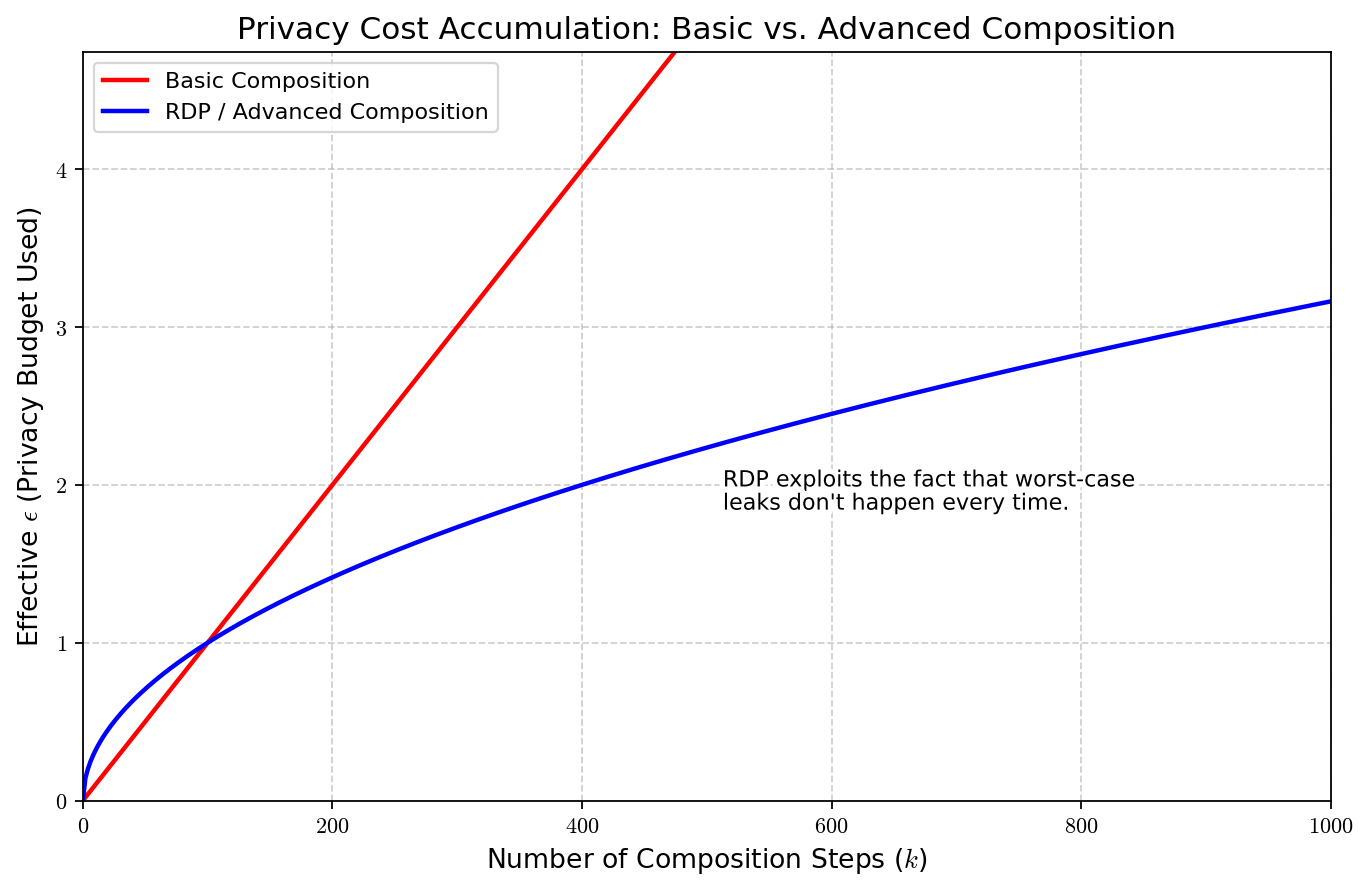 Privacy Cost Accumulation: Basic vs. Advanced Composition
Basic Composition
RDP / Advanced Composition
Effective ϵ (Privacy Budget Used)
4
3
2
1
0
RDP exploits the fact that worst-case
leaks don't happen every time.
0 200 400 600 800 1000
Number of Composition Steps (k)